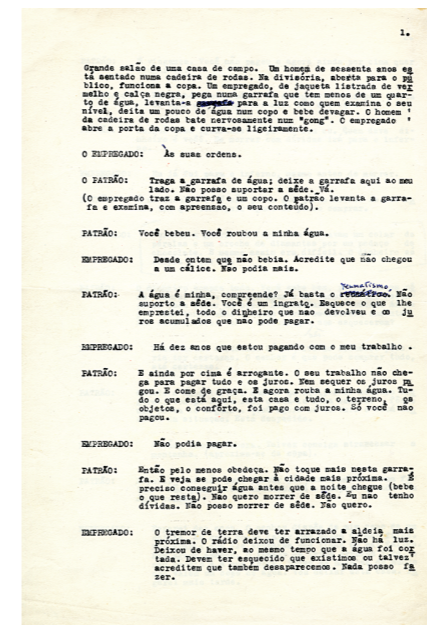 1.
Grande salão de uma casa de campo. Um homem de sessenta anos es
tá sentado numa cadeira de rodas. Na divisória, aberta para o pú
blico, funciona a copa. Um empregado, de jaqueta listrada de ver
melho e calça negra, pega numa garrafa que tem menos de um quar-
to de água, levanta-a para a luz como quem examina o seu
nível, deita um pouco de água num copo e bebe devagar. O homem '
da cadeira de rodas bate nervosamente num "gong". O empregado '
abre a porta da copa e curva-se ligeiramente.
O EMPREGADO: Às suas ordens.
O PATRÃO: Traga a garrafa de água; deixe a garrafa aqui ao meu
lado. Não posso suportar a sêde. Vá.
(O empregado traz a garrafa e um copo. O patrão levanta a garra-
fa e examina, com apreensão, o seu conteúdo).
PATRÃO: Você bebeu. Você roubou a minha água.
EMPREGADO: Desde ontem que não bebia. Acredite que não chegou
a um cálice. Não podia mais.
reumatismo.
PATRÃO: A água é minha, compreende? Já basta o Não
suporto a sêde. Você é um ingrato. Esquece o que lhe
emprestei, todo o dinheiro que não devolveu e os ju
ros acumulados que não pode pagar.
EMPREGADO: Há dez anos que estou pagando com o meu trabalho .
PATRÃO: E ainda por cima é arrogante. O seu trabalho não che-
ga para pagar tudo e os juros. Nem sequer os juros pa
gou. E come de graça. E agora rouba a minha água. Tu-
do o que está aqui, esta casa e tudo, o terreno, os
objetos, o confôrto, foi pago com juros. Só você não
pagou.
EMPREGADO: Não podia pagar.
PATRÃO: Então pelo menos obedeça. Não toque mais nesta garra-
fa. E veja se pode chegar à cidade mais próxima. É
preciso conseguir água antes que a noite chegue (bebe
o que resta). Não quero morrer de sêde. Eu não tenho
dívidas. Não posso morrer de sêde. Não quero.
EMPREGADO: O tremor de terra deve ter arrazado a aldeia mais
próxima. O rádio deixou de funcionar. Não há luz.
Deixou de haver, ao mesmo tempo que a água foi cor
tada. Devem ter esquecido que existimos ou talvez'
acreditem que também desaparecemos. Nada posso fa
zer.